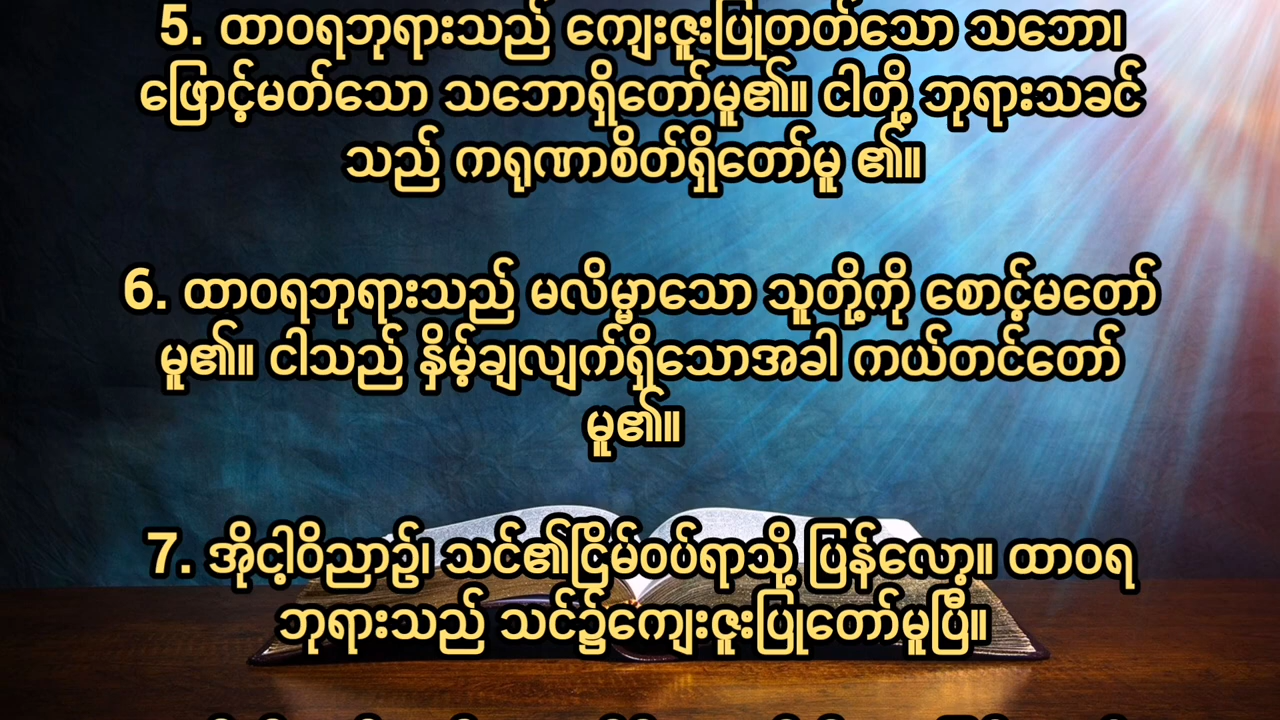 5. ထာဝရဘုရားသည် ကျေးဇူးပြုတတ်သော သဘော၊
ဖြောင့်မတ်သော သဘောရှိတော်မူ၏။ ငါတို့ ဘုရားသခင်
သည် ကရုဏာစိတ်ရှိတော်မူ ၏။
6. ထာဝရဘုရားသည် မလိမ္မာသော သူတို့ကို စောင့်မတော်
မူ၏။ ငါသည် နှိမ့်ချလျက်ရှိသောအခါ ကယ်တင်တော်
မူ၏။
7. အိုငါ့ဝိညာဉ်၊ သင်၏ငြိမ်ဝပ်ရာသို့ ပြန်လော့။ ထာဝရ
ဘုရားသည် သင်၌ကျေးဇူးပြုတော်မူပြီ။